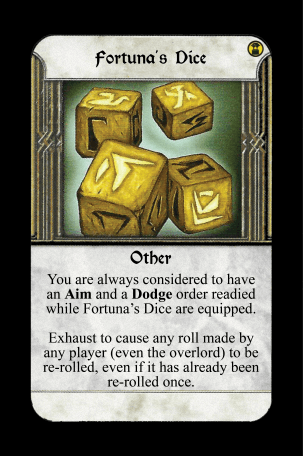 Fortuna's Dice
Other
You are always considered to have
an Aim and a Dodge order readied
while Fortuna's Dice are equipped.
Exhaust to cause any roll made by
any player (even the overlord) to be
re-rolled, even if it has already been
re-rolled once.